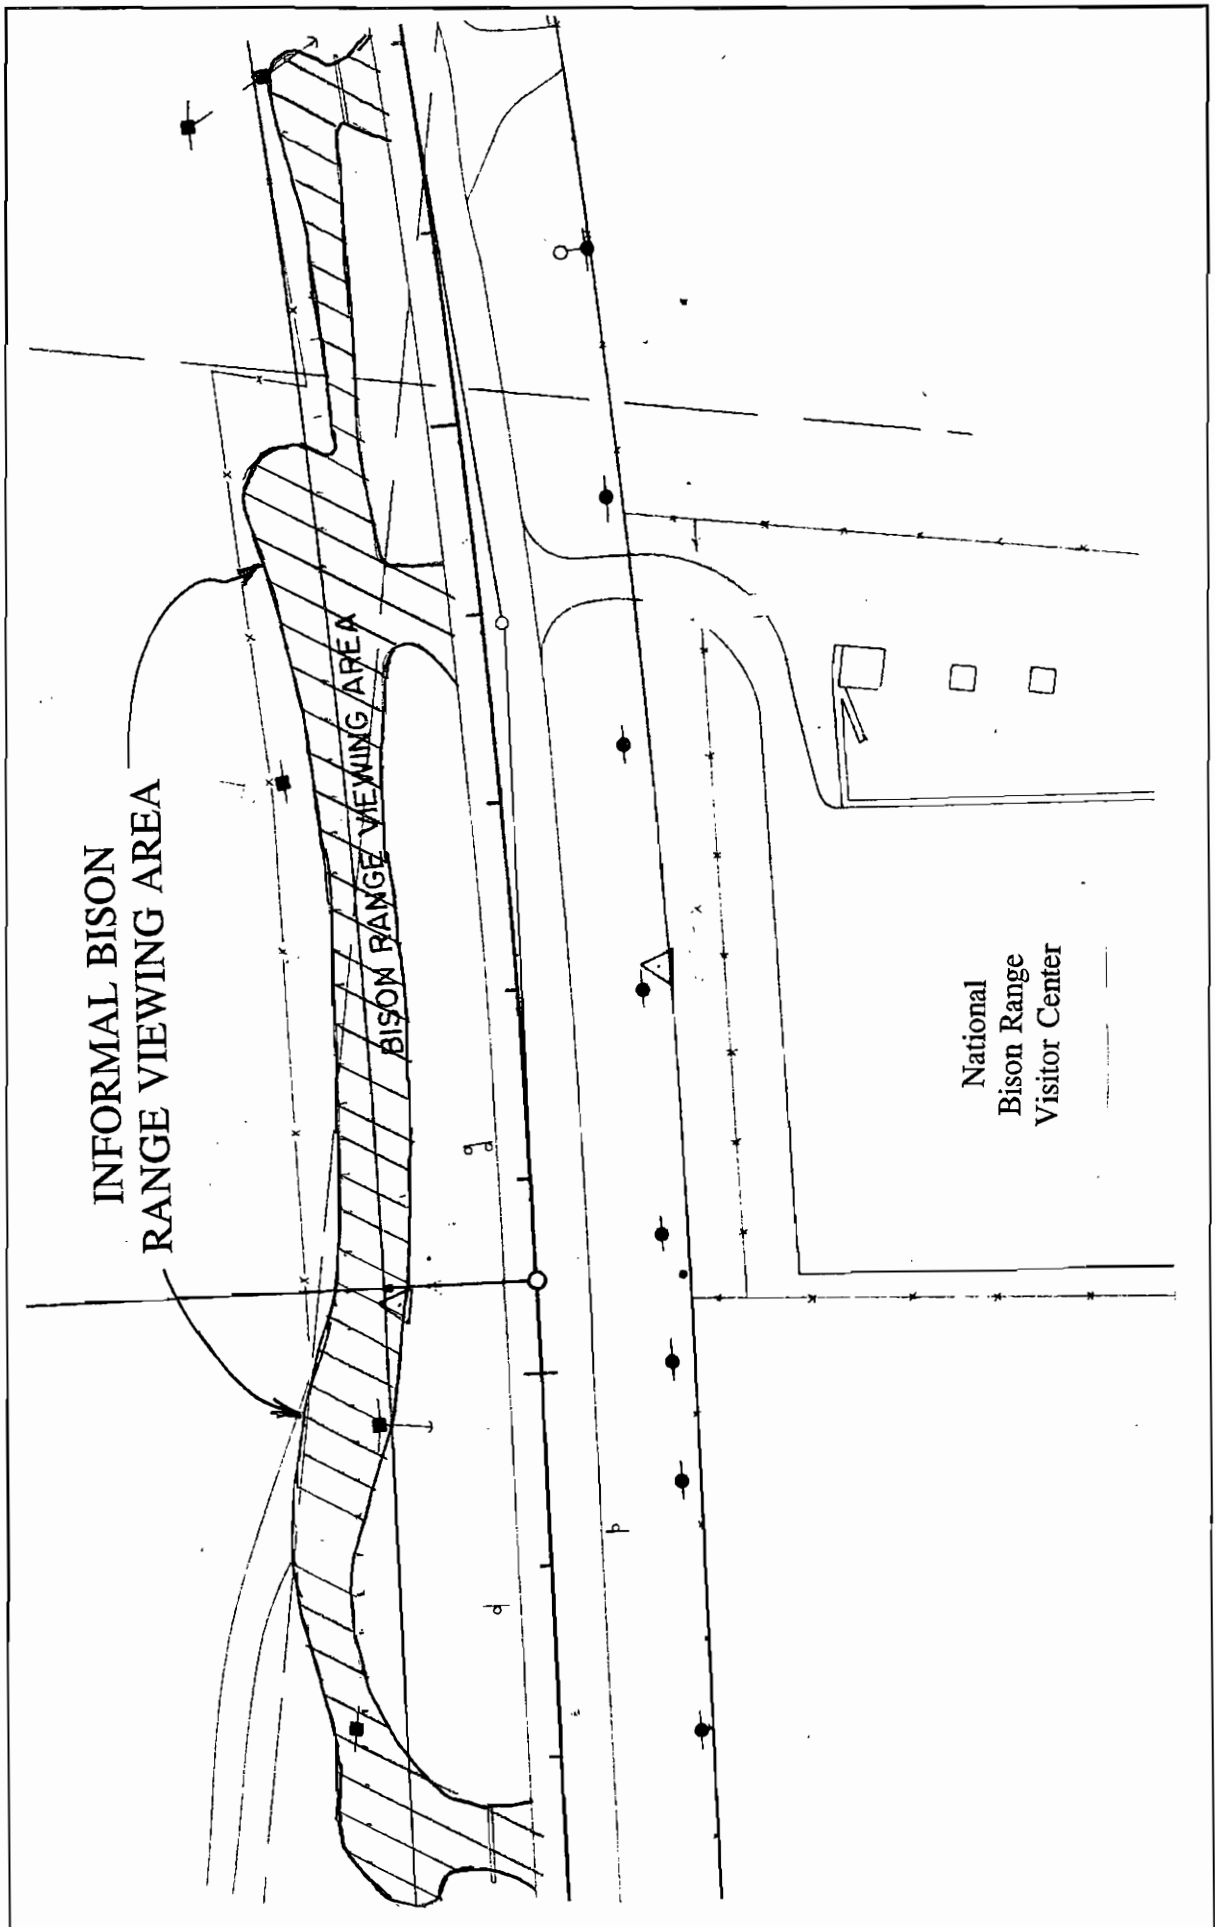 INFORMAL BISON
RANGE VIEWING AREA
BISON RANGE VIEWING AREA
National
Bison Range
Visitor Center